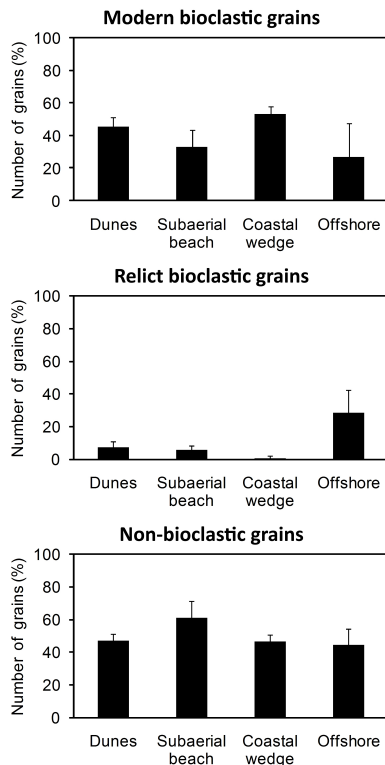 Modern bioclastic grains
Number of grains (%)
100
80
60
40
20
0
Dunes
Subaerial beach
Coastal wedge
Offshore
Relict bioclastic grains
Number of grains (%)
100
80
60
40
20
0
Dunes
Subaerial beach
Coastal wedge
Offshore
Non-bioclastic grains
Number of grains (%)
100
80
60
40
20
0
Dunes
Subaerial beach
Coastal wedge
Offshore